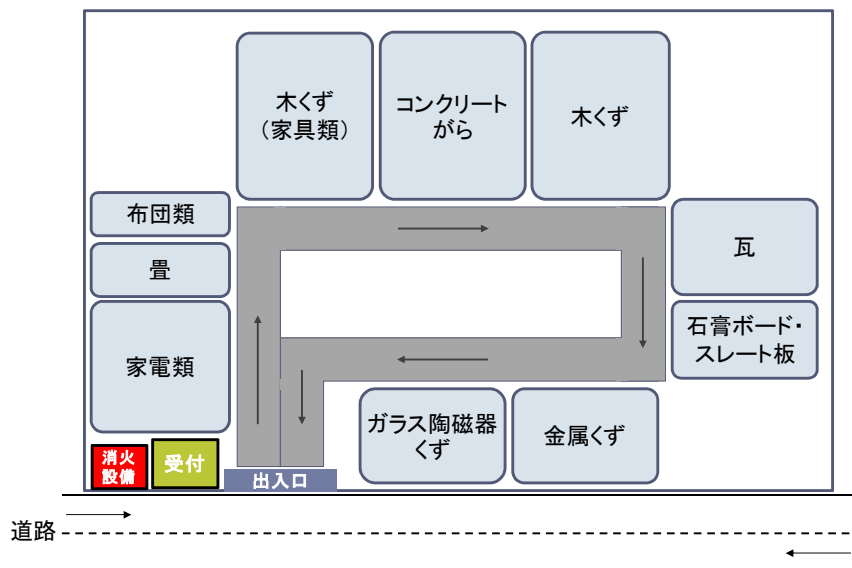 木くず
（家具類）
コンクリート
がら
木くず
布団類
畳
家電類
瓦
石膏ボード・
スレート板
ガラス陶磁器
くず
金属くず
消火
設備
受付
出入口
道路